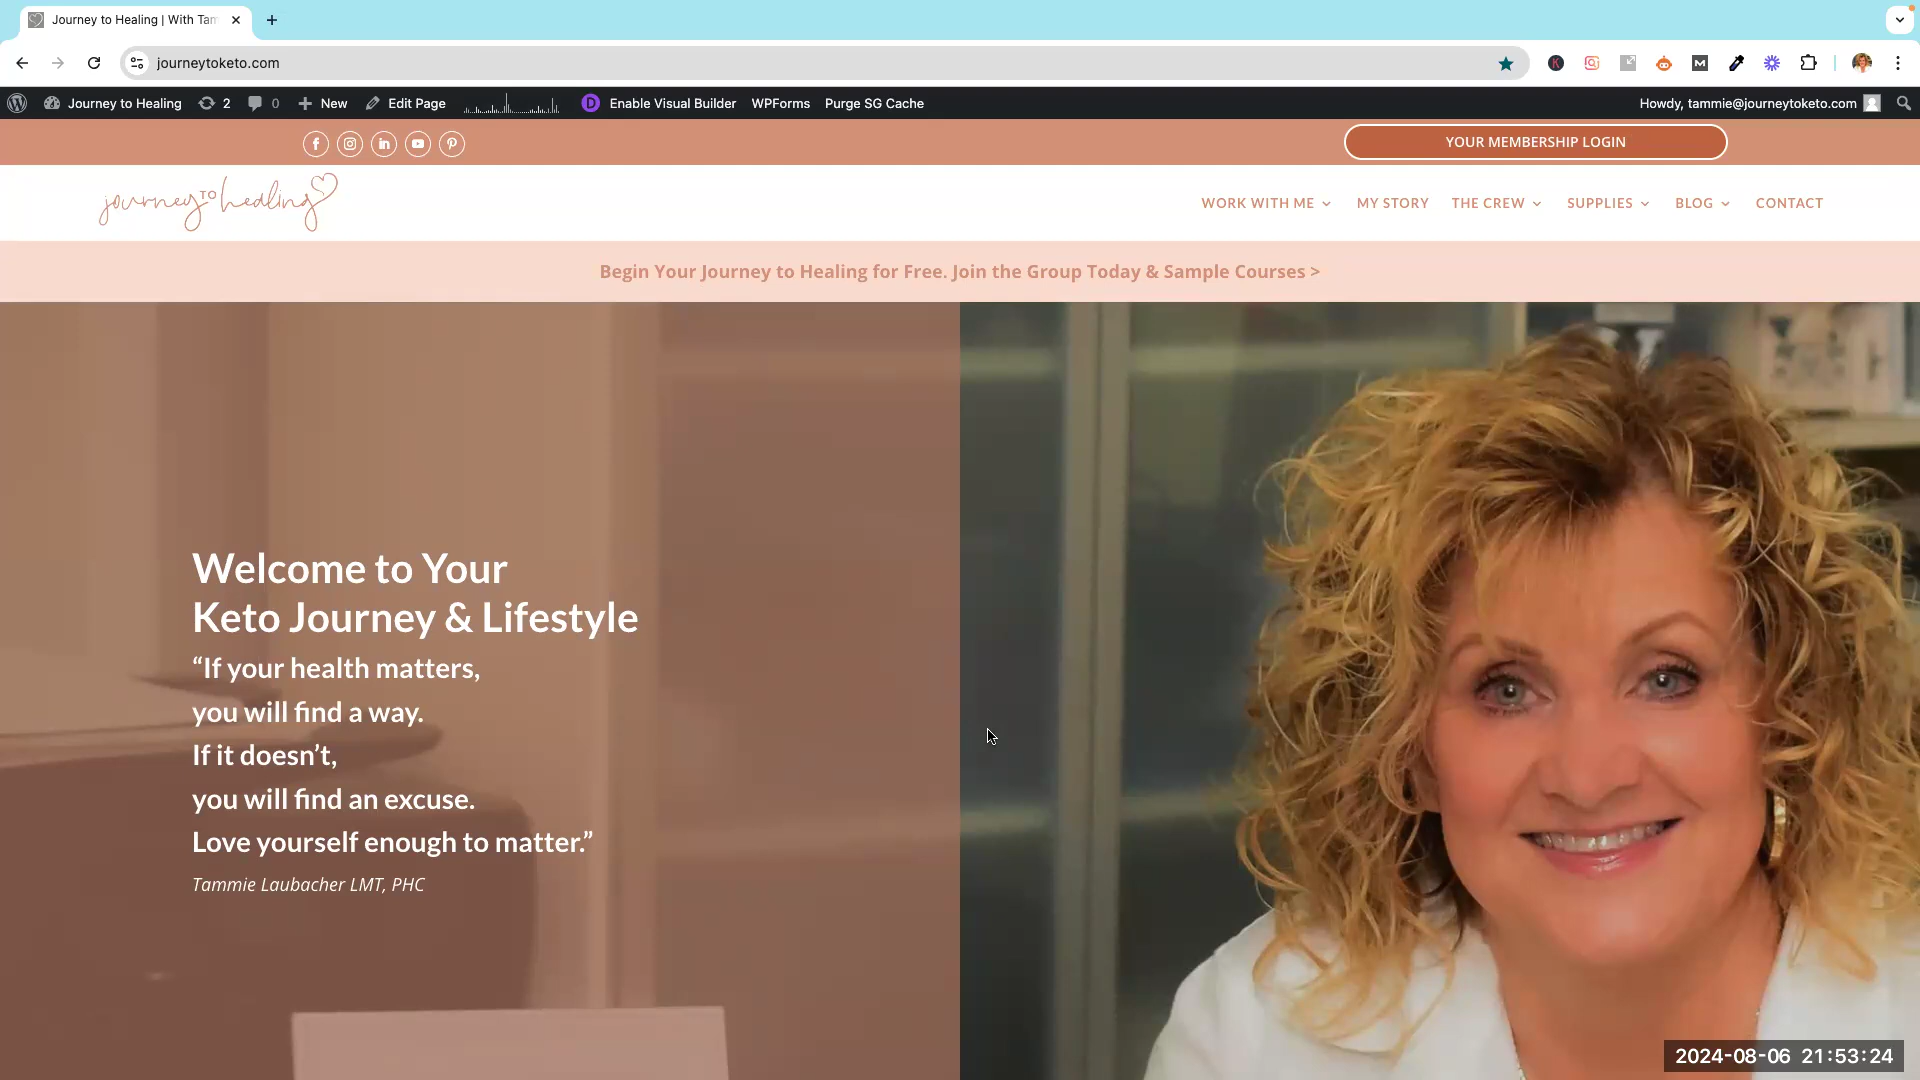 Journey to Healing | With Tam
journeytoketo.com
Journey to Healing 2 0 New Edit Page Enable Visual Builder WPForms Purge SG Cache Howdy, tammie@journeytoketo.com
YOUR MEMBERSHIP LOGIN
journey TO healing
WORK WITH ME MY STORY THE CREW SUPPLIES BLOG CONTACT
Begin Your Journey to Healing for Free. Join the Group Today & Sample Courses >
Welcome to Your
Keto Journey & Lifestyle
“If your health matters,
you will find a way.
If it doesn’t,
you will find an excuse.
Love yourself enough to matter.”
Tammie Laubacher LMT, PHC
2024-08-06 21:53:24